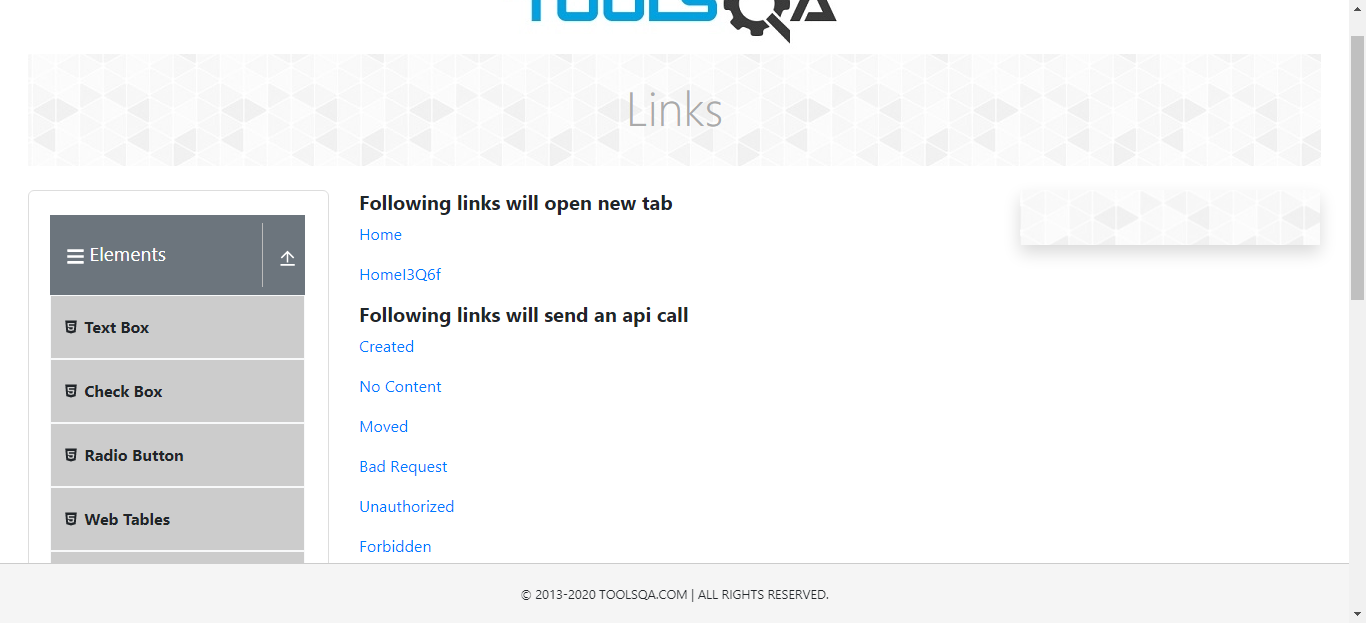 TOOLSQA
Links
Elements
Text Box
Check Box
Radio Button
Web Tables
Following links will open new tab
Home
HomeI3Q6f
Following links will send an api call
Created
No Content
Moved
Bad Request
Unauthorized
Forbidden
© 2013-2020 TOOLSQA.COM | ALL RIGHTS RESERVED.